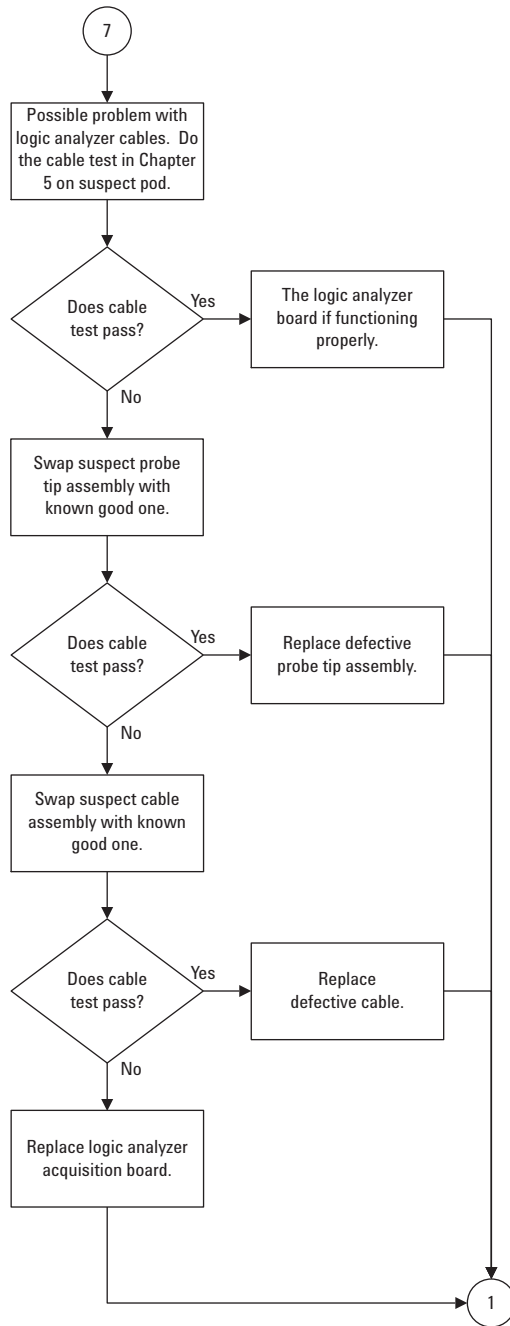 7
Possible problem with
logic analyzer cables. Do
the cable test in Chapter
5 on suspect pod.
Does cable
test pass?
Yes
The logic analyzer
board if functioning
properly.
No
Swap suspect probe
tip assembly with
known good one.
Does cable
test pass?
Yes
Replace defective
probe tip assembly.
No
Swap suspect cable
assembly with known
good one.
Does cable
test pass?
Yes
Replace
defective cable.
No
Replace logic analyzer
acquisition board.
1